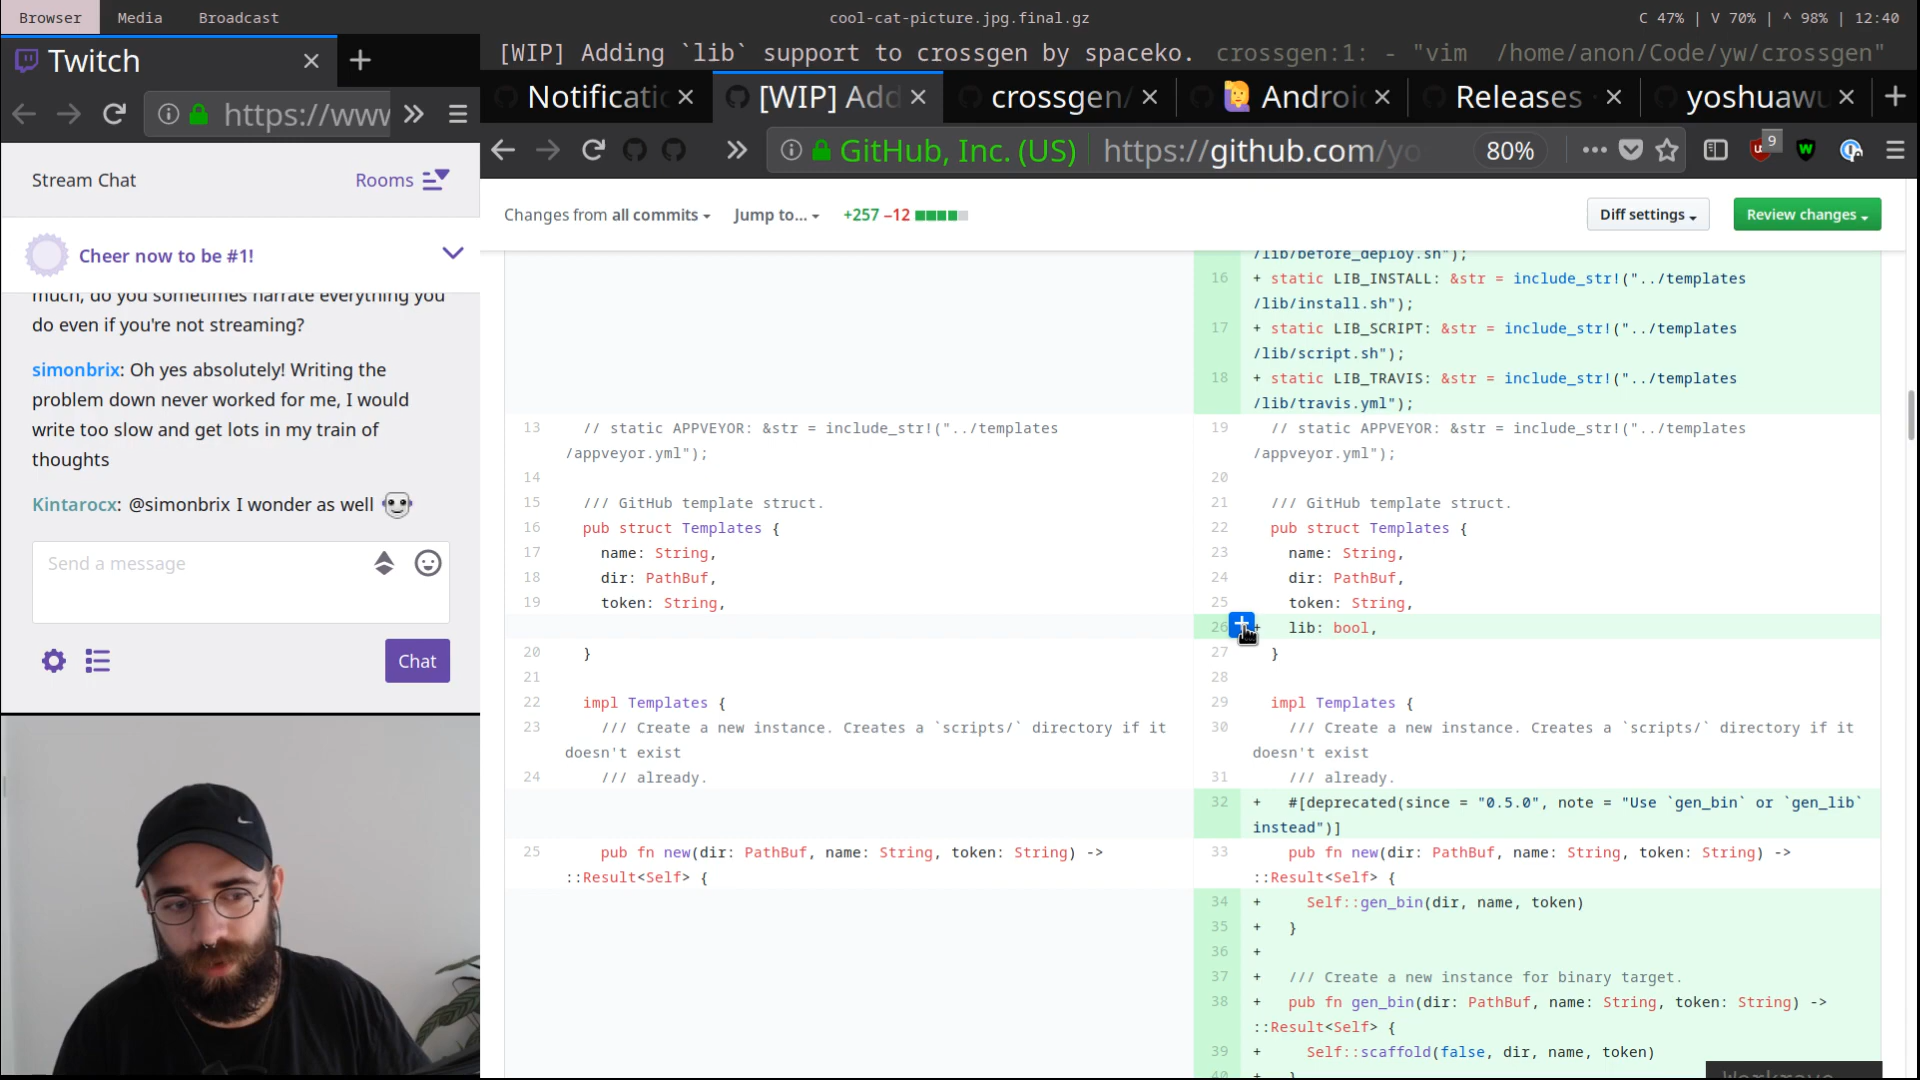 Browser Media Broadcast cool-cat-picture.jpg.final.gz C 47% | V 70% | ^ 98% | 12:40
Twitch
https://www
Stream Chat
Rooms
Cheer now to be #1!
much, do you sometimes narrate everything you
do even if you're not streaming?
simonbrix: Oh yes absolutely! Writing the
problem down never worked for me, I would
write too slow and get lots in my train of
thoughts
Kintarocx: @simonbrix I wonder as well
Send a message
Chat
[WIP] Adding `lib` support to crossgen by spaceko. crossgen:1: - "vim /home/anon/Code/yw/crossgen"
Notificatio [WIP] Add crossgen/ Androi Releases yoshuawu
GitHub, Inc. (US) https://github.com/yo 80% 9
Changes from all commits Jump to... +257 −12 Diff settings Review changes
/lib/before_deploy.sh");
16 + static LIB_INSTALL: &str = include_str!("../templates
/lib/install.sh");
17 + static LIB_SCRIPT: &str = include_str!("../templates
/lib/script.sh");
18 + static LIB_TRAVIS: &str = include_str!("../templates
/lib/travis.yml");
13 // static APPVEYOR: &str = include_str!("../templates 19 // static APPVEYOR: &str = include_str!("../templates
/appveyor.yml"); /appveyor.yml");
14 20
15 /// GitHub template struct. 21 /// GitHub template struct.
16 pub struct Templates { 22 pub struct Templates {
17 name: String, 23 name: String,
18 dir: PathBuf, 24 dir: PathBuf,
19 token: String, 25 token: String,
26 + lib: bool,
20 } 27 }
21 28
22 impl Templates { 29 impl Templates {
23 /// Create a new instance. Creates a `scripts/` directory if it 30 /// Create a new instance. Creates a `scripts/` directory if it
doesn't exist doesn't exist
24 /// already. 31 /// already.
32 + #[deprecated(since = "0.5.0", note = "Use `gen_bin` or `gen_lib`
instead")]
25 pub fn new(dir: PathBuf, name: String, token: String) -> 33 pub fn new(dir: PathBuf, name: String, token: String) ->
::Result<Self> { ::Result<Self> {
34 + Self::gen_bin(dir, name, token)
35 + }
36 +
37 + /// Create a new instance for binary target.
38 + pub fn gen_bin(dir: PathBuf, name: String, token: String) ->
::Result<Self> {
39 + Self::scaffold(false, dir, name, token)
40 + }